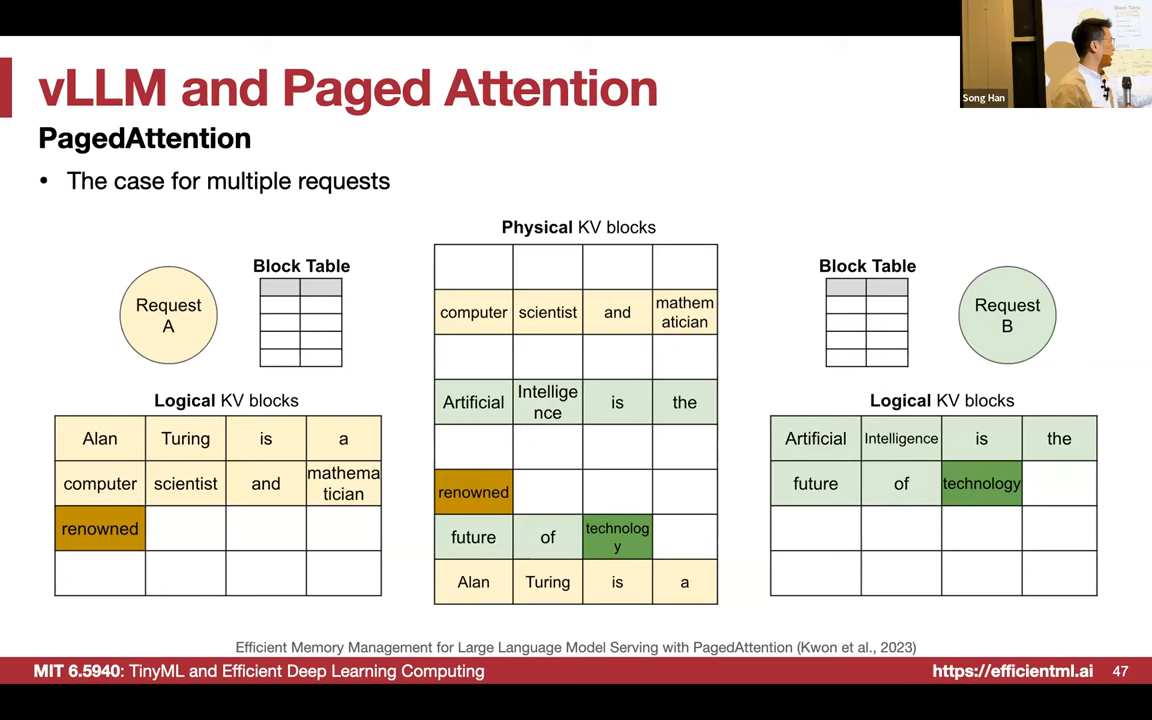 vLLM and Paged Attention
PagedAttention
• The case for multiple requests
Song Han
Request
A
Block Table
Logical KV blocks
Alan Turing is a
computer scientist and mathema
tician
renowned
Physical KV blocks
computer scientist and mathem
atician
Artificial Intellige
nce is the
renowned
future of technolog
y
Alan Turing is a
Block Table
Request
B
Logical KV blocks
Artificial Intelligence is the
future of technology
Efficient Memory Management for Large Language Model Serving with PagedAttention (Kwon et al., 2023)
MIT 6.5940: TinyML and Efficient Deep Learning Computing
https://efficientml.ai 47